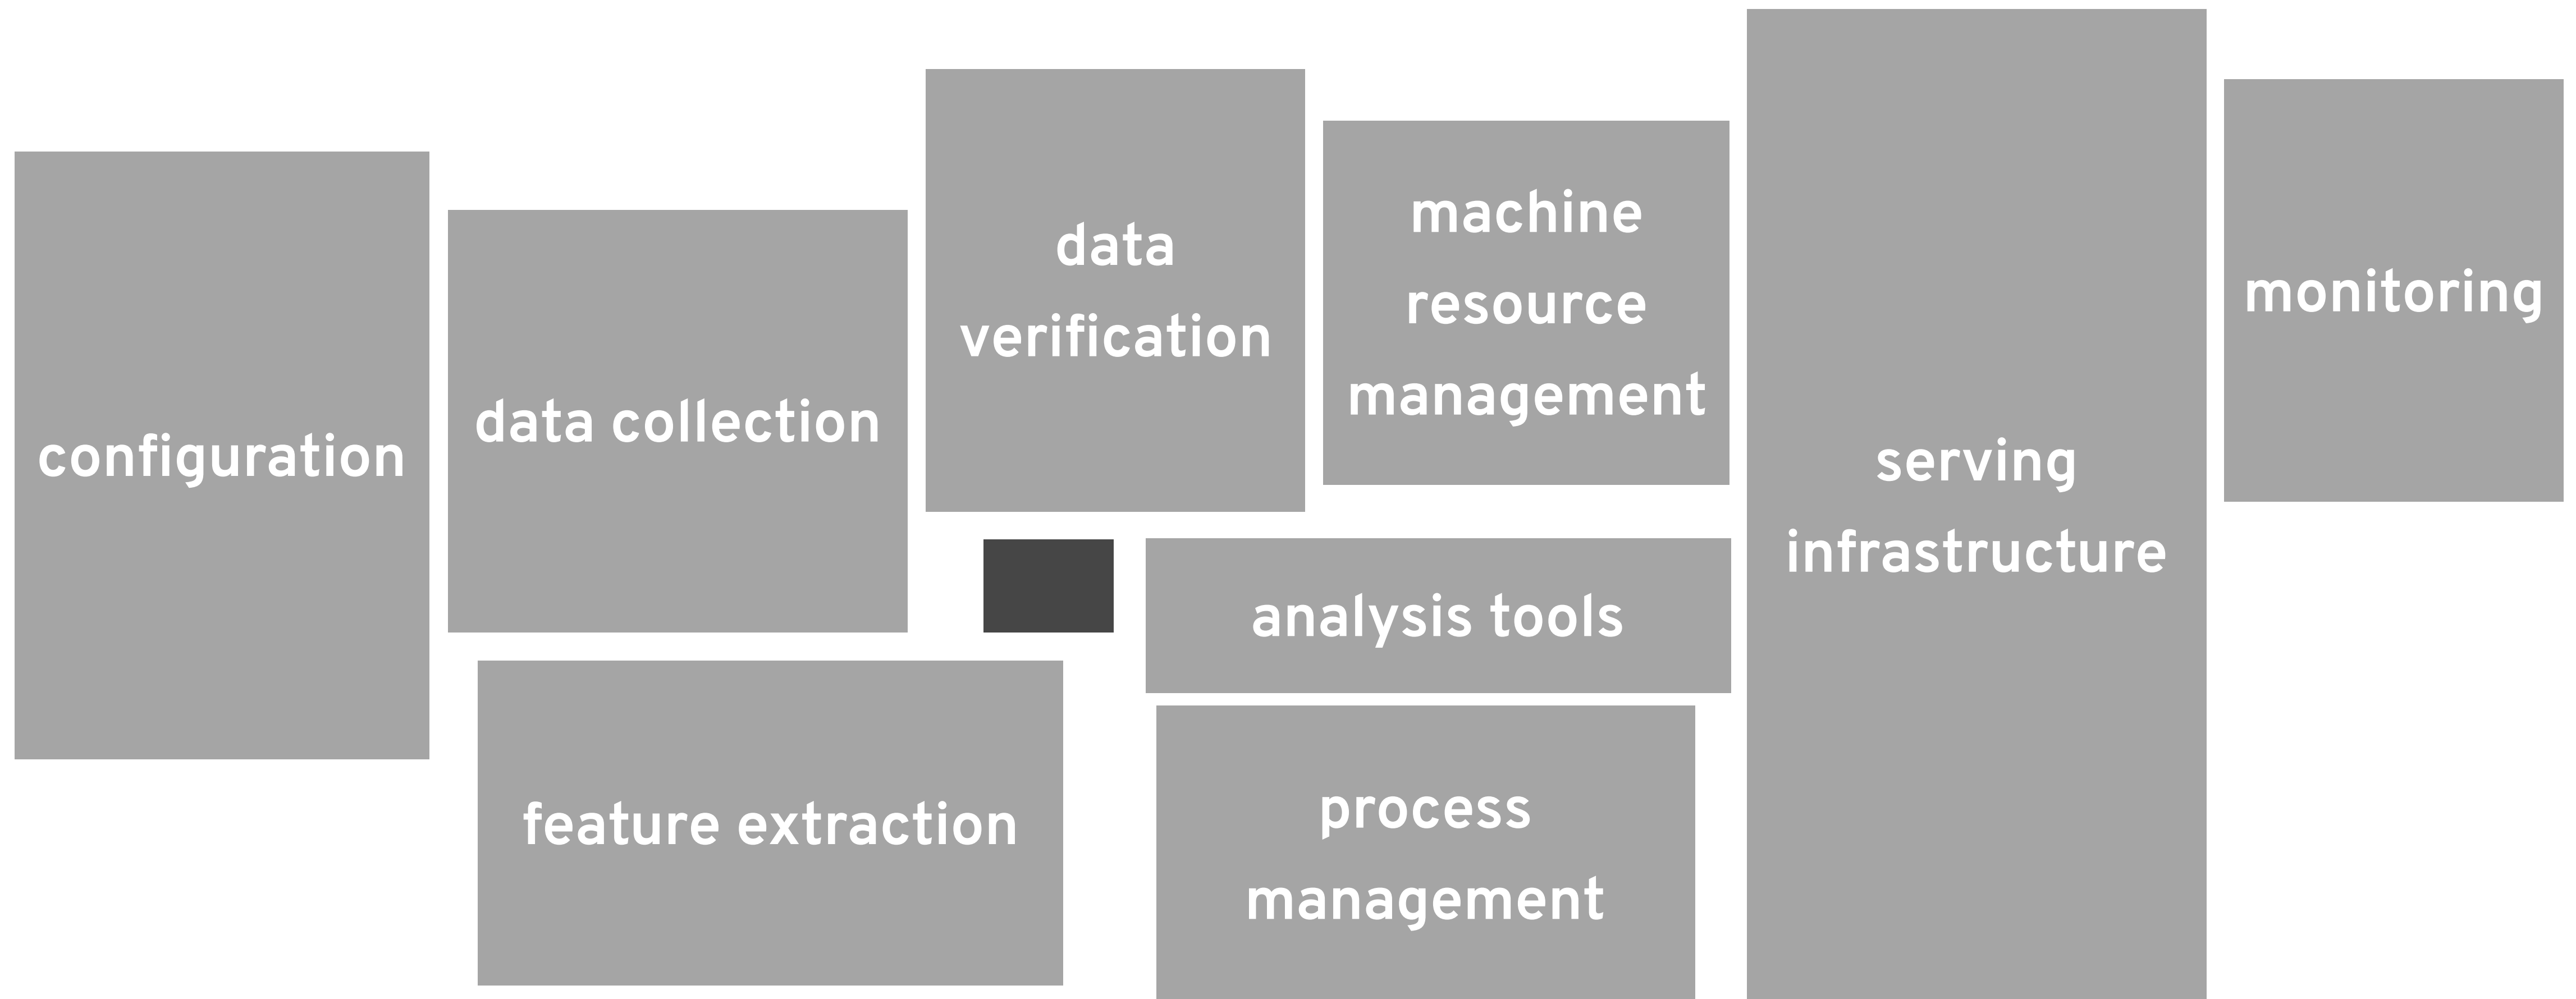 configuration
data collection
data
verification
machine
resource
management
serving
infrastructure
monitoring
analysis tools
feature extraction
process
management